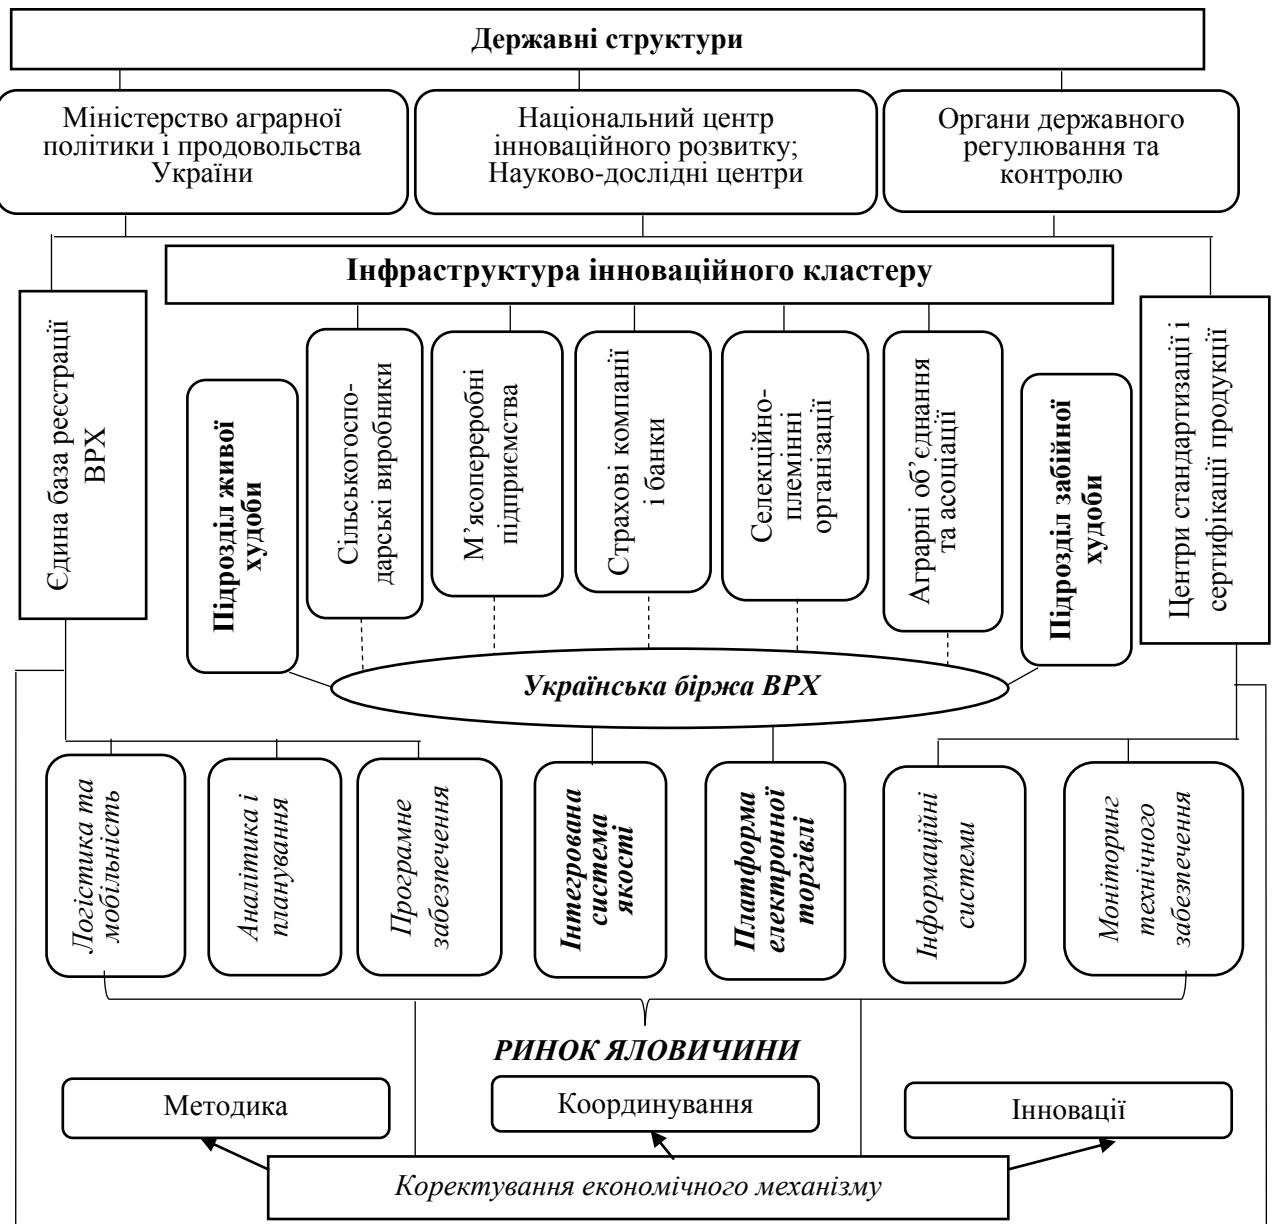 Державні структури
Міністерство аграрної
політики і продовольства
України
Національний центр
інноваційного розвитку;
Науково-дослідні центри
Органи державного
регулювання та
контролю
Інфраструктура інноваційного кластеру
Єдина база реєстрації
ВРХ
Підрозділ живої
худоби
Сільськогоспо-
дарські виробники
М’ясопереробні
підприємства
Страхові компанії
і банки
Селекційно-
племінні
організації
Аграрні об’єднання
та асоціації
Підрозділ забійної
худоби
Центри стандартизації і
сертифікації продукції
Українська біржа ВРХ
Логістика та
мобільність
Аналітика і
планування
Програмне
забезпечення
Інтегрована
система
якості
Платформа
електронної
торгівлі
Інформаційні
системи
Моніторинг
технічного
забезпечення
РИНОК ЯЛОВИЧИНИ
Методика
Координування
Інновації
Коректування економічного механізму